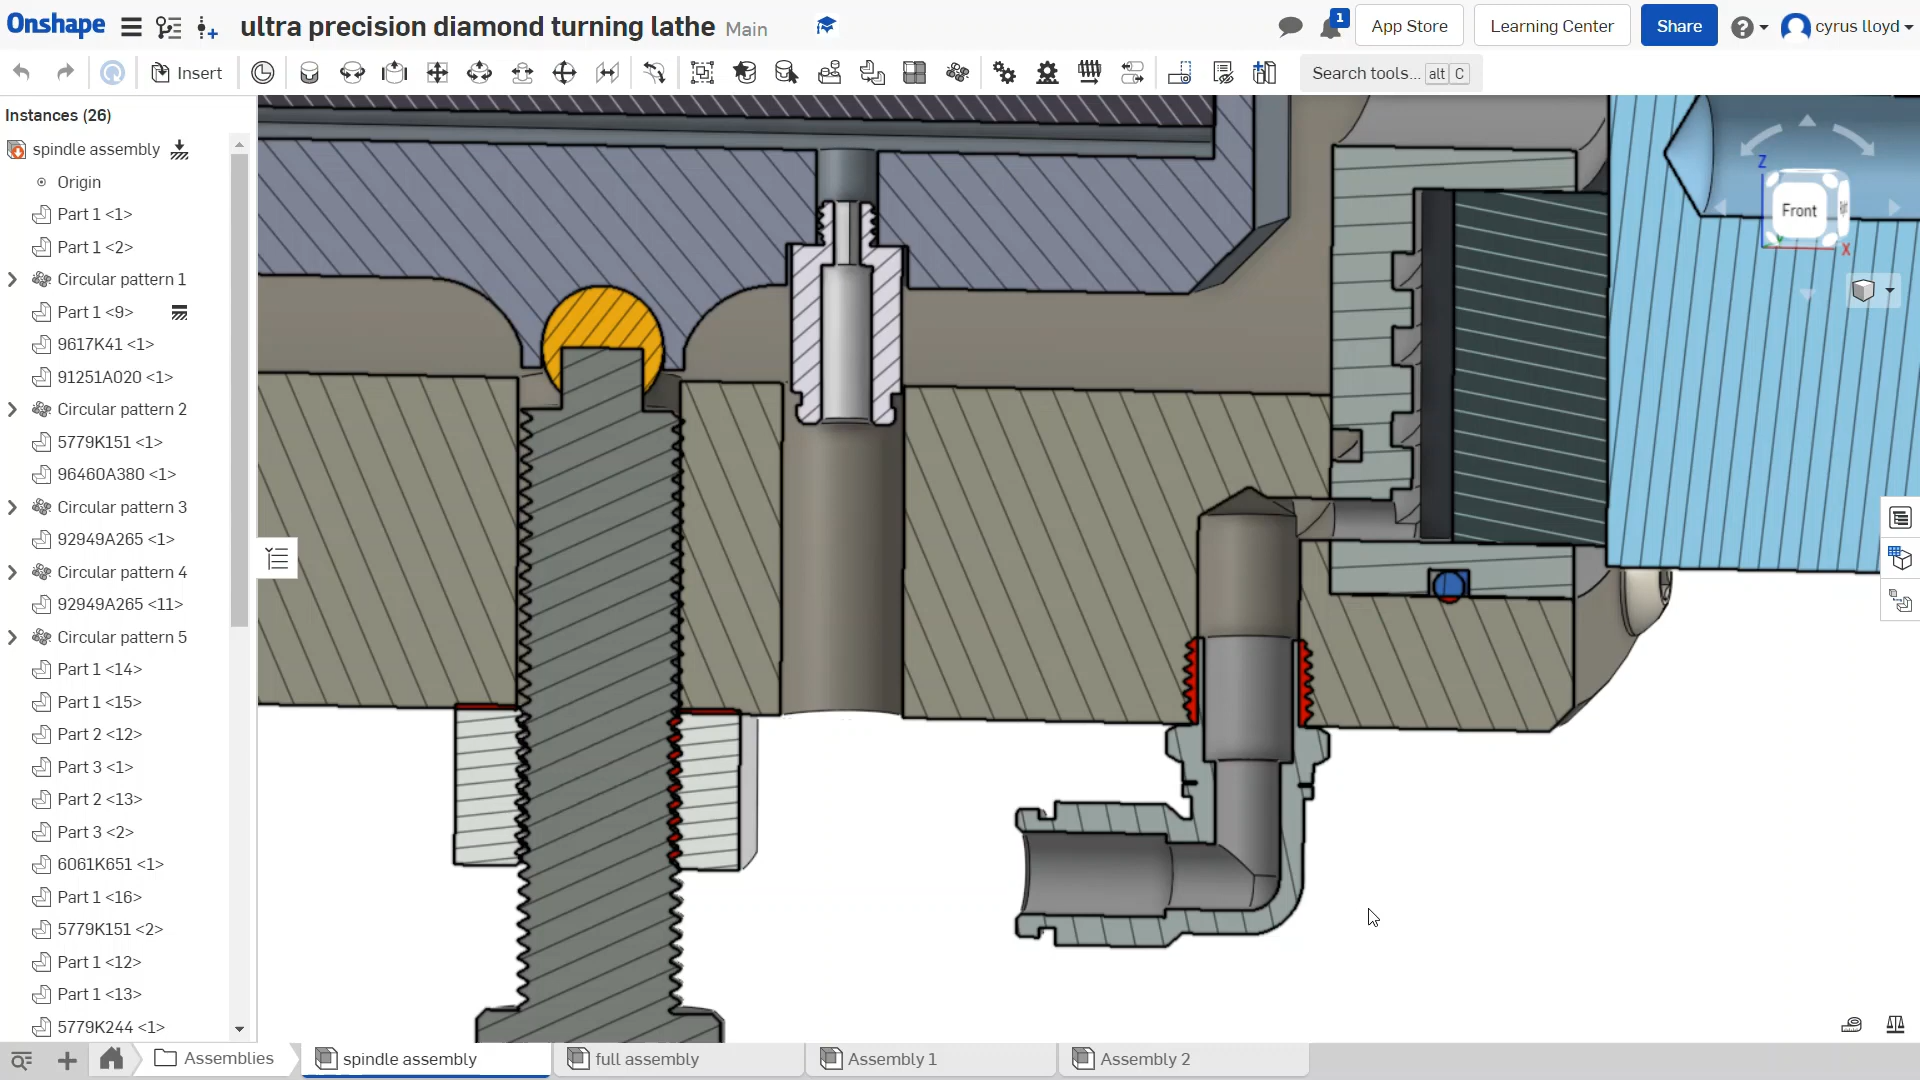 Onshape
ultra precision diamond turning lathe Main
1
App Store
Learning Center
Share
cyrus lloyd
Insert
Search tools... alt C
Instances (26)
spindle assembly
Origin
Part 1 <1>
Part 1 <2>
Circular pattern 1
Part 1 <9>
9617K41 <1>
91251A020 <1>
Circular pattern 2
5779K151 <1>
96460A380 <1>
Circular pattern 3
92949A265 <1>
Circular pattern 4
92949A265 <11>
Circular pattern 5
Part 1 <14>
Part 1 <15>
Part 2 <12>
Part 3 <1>
Part 2 <13>
Part 3 <2>
6061K651 <1>
Part 1 <16>
5779K151 <2>
Part 1 <12>
Part 1 <13>
5779K244 <1>
Z
Front
Right
X
Assemblies
spindle assembly
full assembly
Assembly 1
Assembly 2